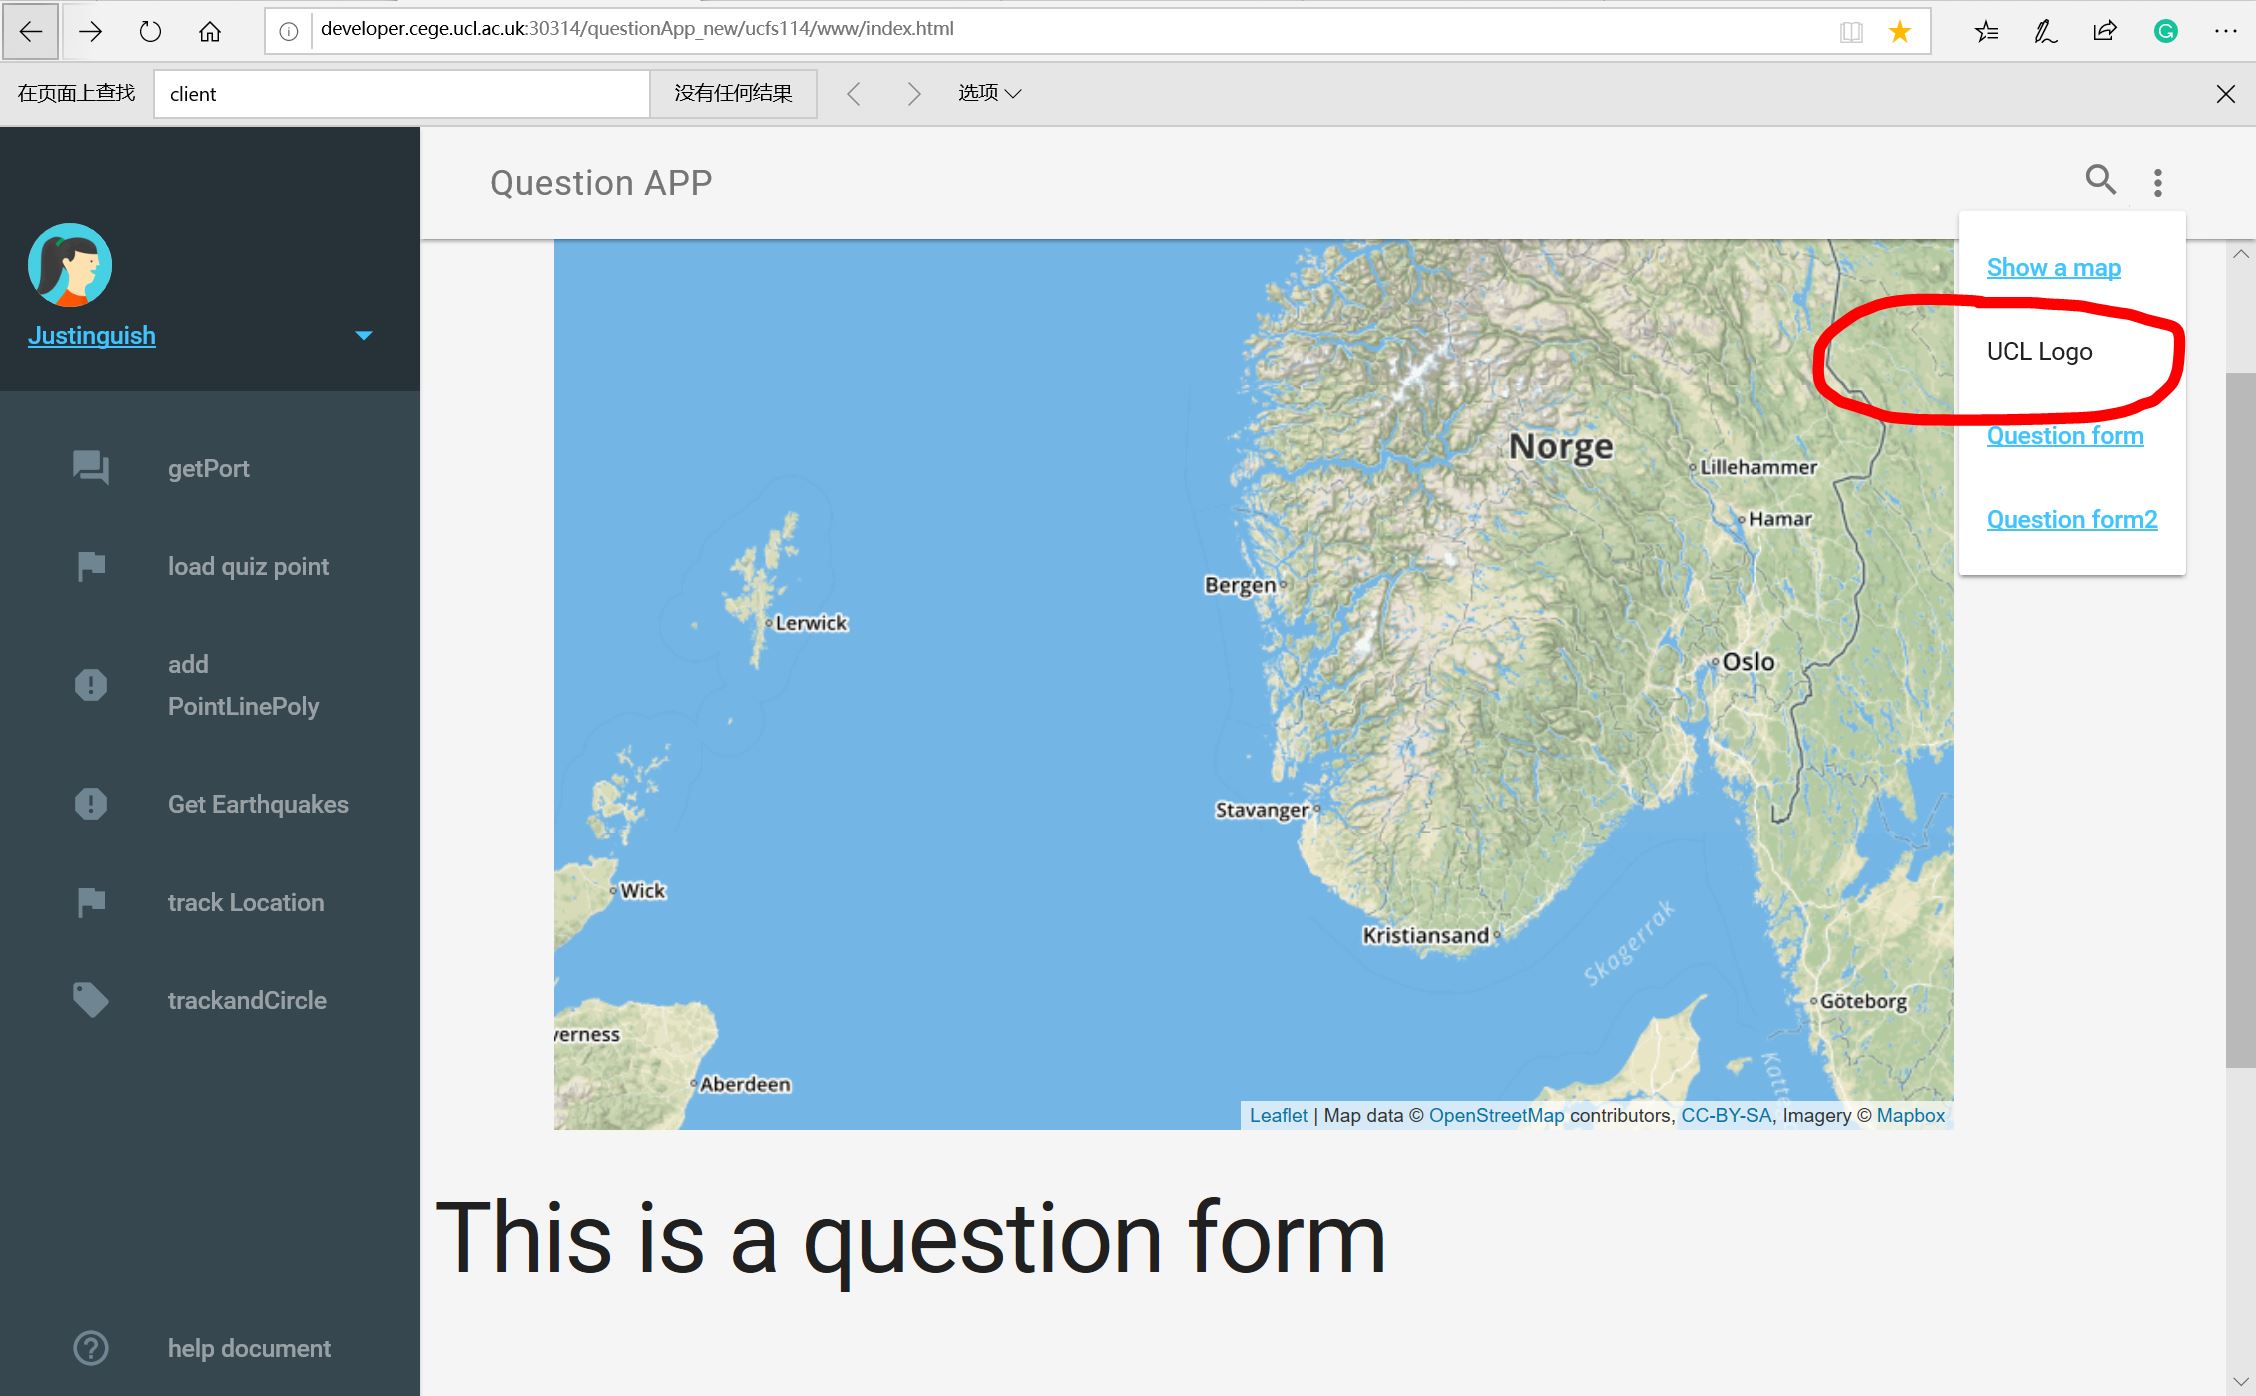 developer.cege.ucl.ac.uk:30314/questionApp_new/ucfs114/www/index.html
在页面上查找
client
没有任何结果
选项
Question APP
Justinguish
getPort
load quiz point
add
PointLinePoly
Get Earthquakes
track Location
trackandCircle
help document
Show a map
UCL Logo
Question form
Question form2
Norge
Lillehammer
Hamar
Bergen
Lerwick
Oslo
Stavanger
Wick
Kristiansand
Skagerrak
Göteborg
verness
Katte
Aberdeen
Leaflet | Map data © OpenStreetMap contributors, CC-BY-SA, Imagery © Mapbox
This is a question form